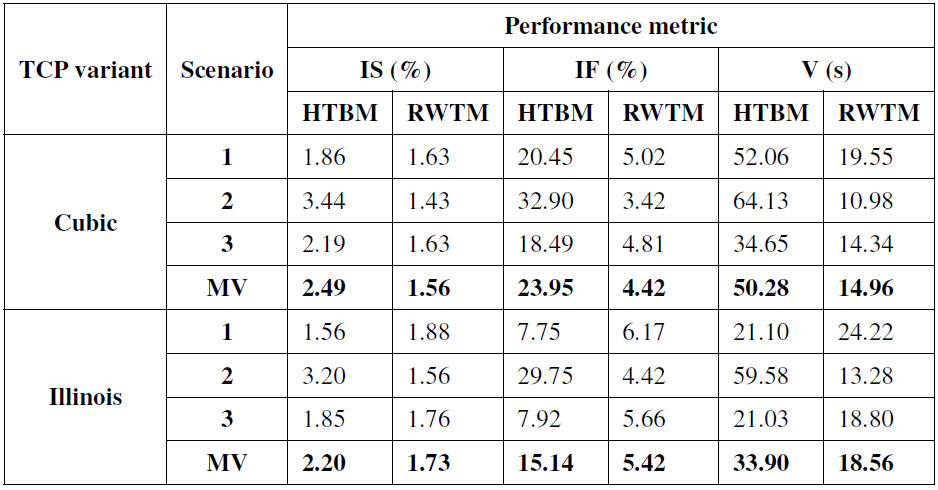 Performance metric
TCP variant Scenario IS (%) IF (%) V (s)
HTBM RWTM HTBM RWTM HTBM RWTM
Cubic
1 1.86 1.63 20.45 5.02 52.06 19.55
2 3.44 1.43 32.90 3.42 64.13 10.98
3 2.19 1.63 18.49 4.81 34.65 14.34
MV 2.49 1.56 23.95 4.42 50.28 14.96
Illinois
1 1.56 1.88 7.75 6.17 21.10 24.22
2 3.20 1.56 29.75 4.42 59.58 13.28
3 1.85 1.76 7.92 5.66 21.03 18.80
MV 2.20 1.73 15.14 5.42 33.90 18.56